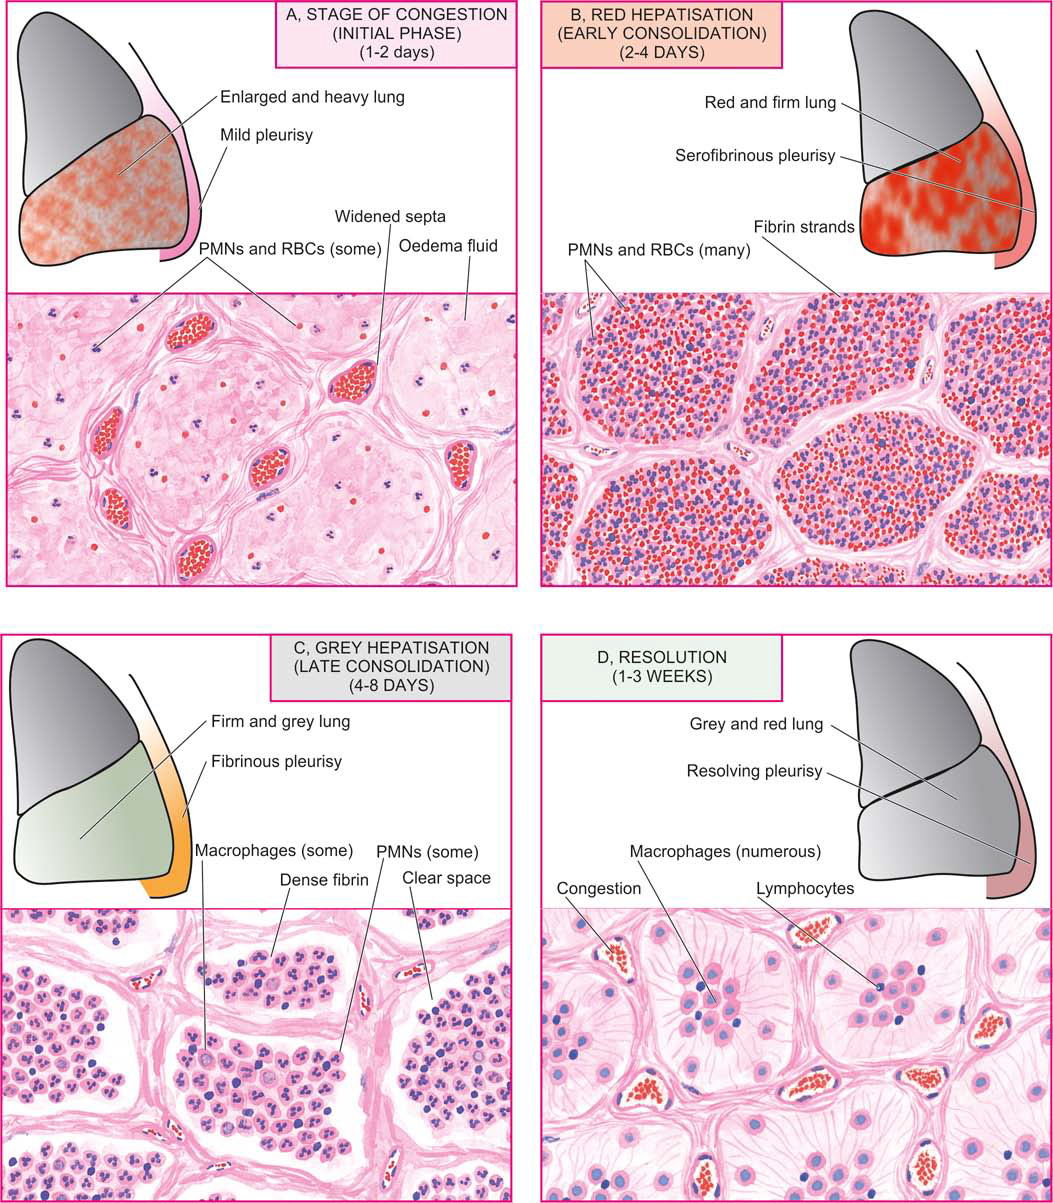 A, STAGE OF CONGESTION
(INITIAL PHASE)
(1-2 days)
Enlarged and heavy lung
Mild pleurisy
Widened septa
PMNs and RBCs (some)
Oedema fluid
B, RED HEPATISATION
(EARLY CONSOLIDATION)
(2-4 DAYS)
Red and firm lung
Serofibrinous pleurisy
Fibrin strands
PMNs and RBCs (many)
C, GREY HEPATISATION
(LATE CONSOLIDATION)
(4-8 DAYS)
Firm and grey lung
Fibrinous pleurisy
Macrophages (some)
PMNs (some)
Dense fibrin
Clear space
D, RESOLUTION
(1-3 WEEKS)
Grey and red lung
Resolving pleurisy
Macrophages (numerous)
Congestion
Lymphocytes